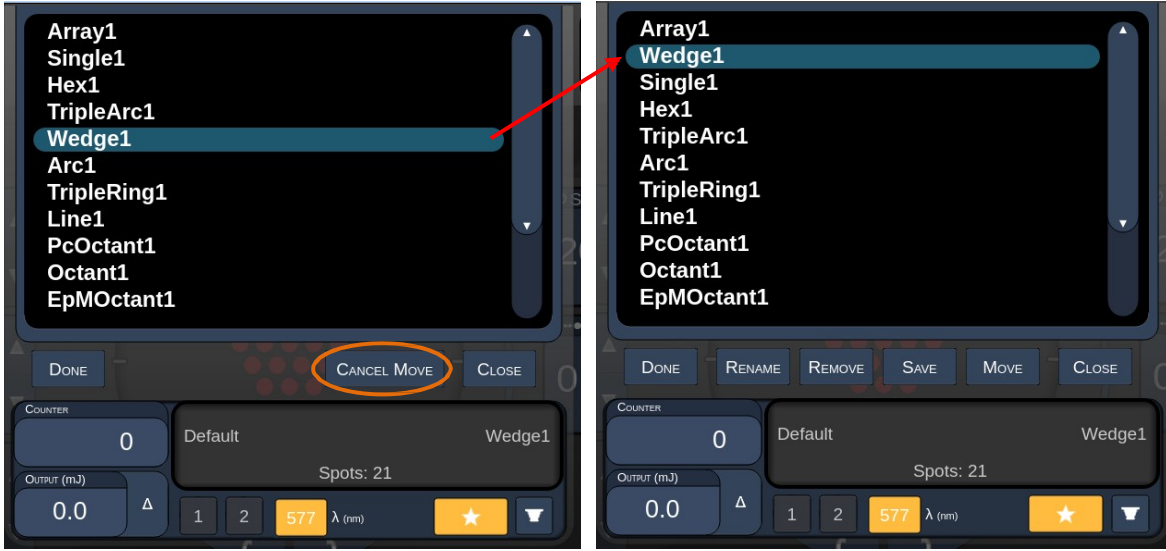 Array1
Single1
Hex1
TripleArc1
Wedge1
Arc1
TripleRing1
Line1
PcOctant1
Octant1
EpMOctant1
DONE
CANCEL MOVE
CLOSE
COUNTER
0
Default
Wedge1
Spots: 21
OUTPUT (mJ)
0.0
Δ
1
2
577
λ (nm)
Array1
Wedge1
Single1
Hex1
TripleArc1
Arc1
TripleRing1
Line1
PcOctant1
Octant1
EpMOctant1
DONE
RENAME
REMOVE
SAVE
MOVE
CLOSE
COUNTER
0
Default
Wedge1
Spots: 21
OUTPUT (mJ)
0.0
Δ
1
2
577
λ (nm)